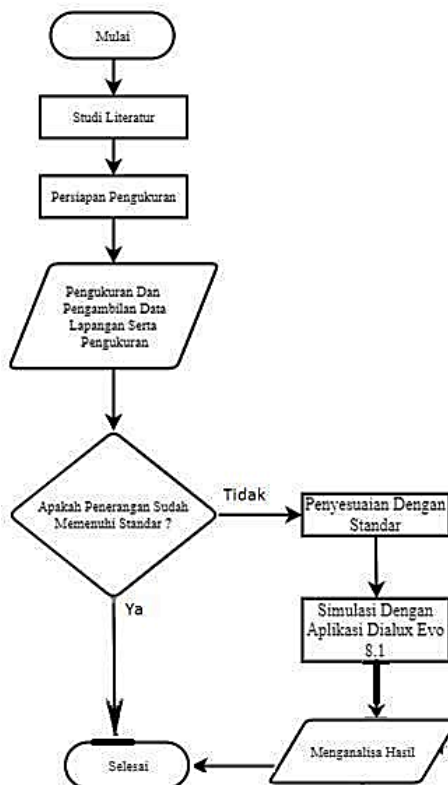 Mulai
Studi Literatur
Persiapan Pengukuran
Pengukuran Dan
Pengambilan Data
Lapangan Serta
Pengukuran
Apakah Penerangan Sudah
Memenuhi Standar ?
Tidak
Penyesuaian Dengan
Standar
Ya
Simulasi Dengan
Aplikasi Dialux Evo
8.1
Menganalisa Hasil
Selesai